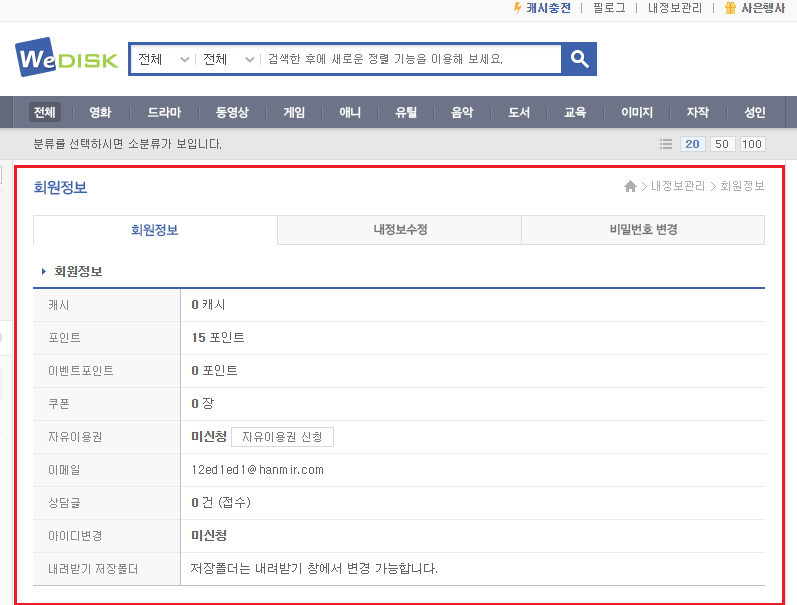 캐시충전 | 필로그 | 내정보관리 | 사은행사
WeDISK
전체 전체 검색한 후에 새로운 정렬 기능을 이용해 보세요.
전체 영화 드라마 동영상 게임 애니 유틸 음악 도서 교육 이미지 자작 성인
분류를 선택하시면 소분류가 보입니다. 20 50 100
회원정보 > 내정보관리 > 회원정보
회원정보 내정보수정 비밀번호 변경
회원정보
캐시 0 캐시
포인트 15 포인트
이벤트포인트 0 포인트
쿠폰 0 장
자유이용권 미신청 자유이용권 신청
이메일 12ed1ed1@hanmir.com
상담글 0 건 (접수)
아이디변경 미신청
내려받기 저장폴더 저장폴더는 내려받기 창에서 변경 가능합니다.